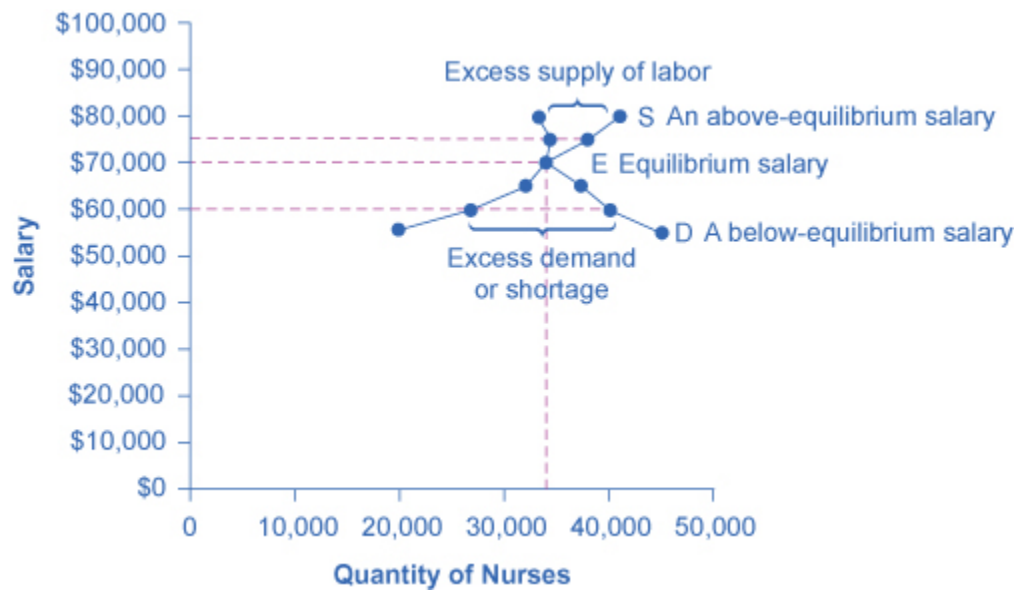 $100,000
$90,000
Excess supply of labor
$80,000
S An above-equilibrium salary
$70,000
E Equilibrium salary
$60,000
D A below-equilibrium salary
$50,000
Excess demand
or shortage
$40,000
$30,000
$20,000
$10,000
$0
Salary
0 10,000 20,000 30,000 40,000 50,000
Quantity of Nurses